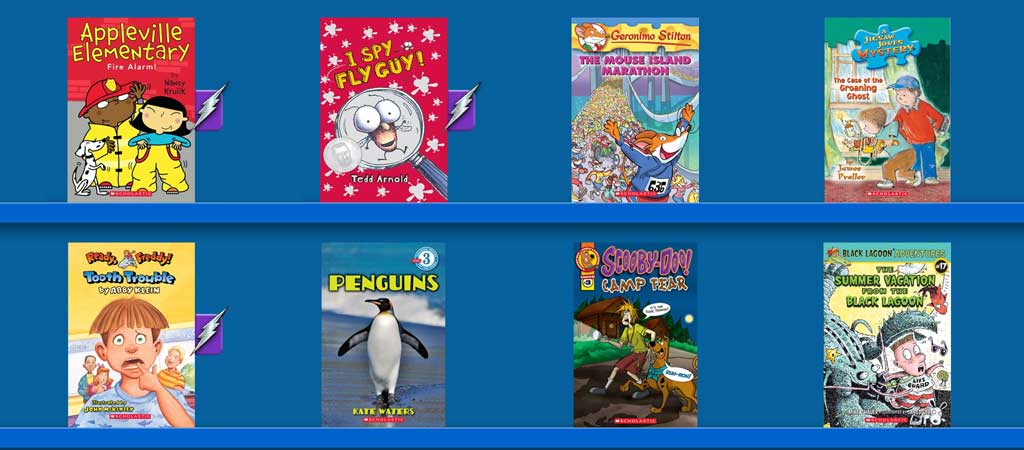 Appleville
Elementary
Fire Alarm!
by
Nancy
Krulik
SCHOLASTIC
I SPY
FLY GUY!
Tedd Arnold
SCHOLASTIC
Geronimo Stilton
THE MOUSE ISLAND
MARATHON
SCHOLASTIC
A
JIGSAW
JONES
MYSTERY
The Case of the
Groaning
Ghost
James
Preller
SCHOLASTIC
Ready, Freddy!
Tooth Trouble
by ABBY KLEIN
illustrated by
JOHN McKINLEY
SCHOLASTIC
3
PENGUINS
KATE WATERS
SCHOLASTIC
SCOOBY-DOO!
CAMP FEAR
SCHOLASTIC
BLACK LAGOON ADVENTURES
#17
THE
SUMMER VACATION
FROM THE
BLACK LAGOON
LIFE
GUARD
SCHOLASTIC